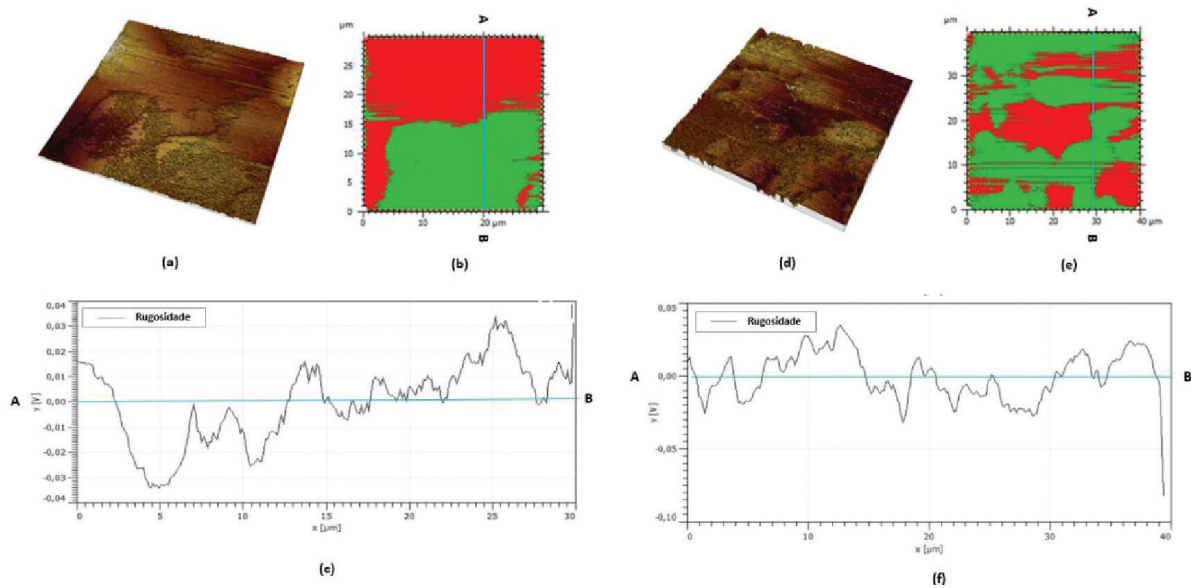 A
µm
25
20
15
10
5
0
10
20 µm
B
(a)
(b)
A
µm
30
20
10
0
0
10
20
30
40
µm
B
(d)
(e)
0,04
0,03
0,02
0,01
0,00
-0,01
-0,02
-0,03
-0,04
y [V]
Rugosidade
A
B
0
5
10
15
20
25
30
x [µm]
(c)
0,05
0,00
-0,05
-0,10
y [V]
Rugosidade
A
B
0
10
20
30
40
x [µm]
(f)